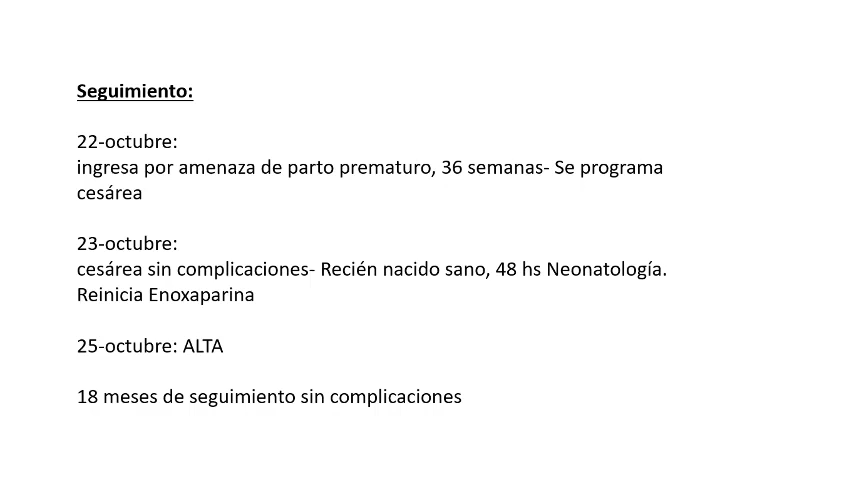 Seguimiento:
22-octubre:
ingresa por amenaza de parto prematuro, 36 semanas- Se programa
cesárea
23-octubre:
cesárea sin complicaciones- Recién nacido sano, 48 hs Neonatología.
Reinicia Enoxaparina
25-octubre: ALTA
18 meses de seguimiento sin complicaciones